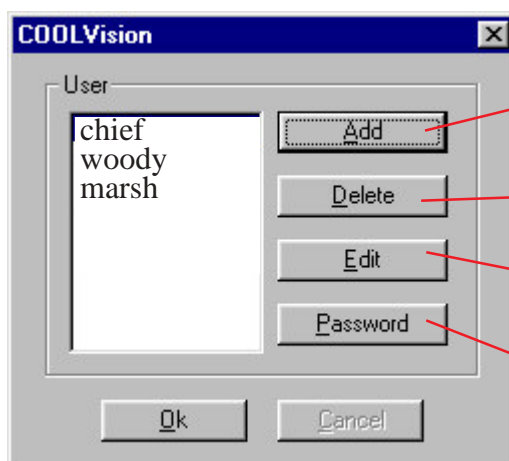 COOLVision
User
chief
woody
marsh
Add
Delete
Edit
Password
Ok
Cancel